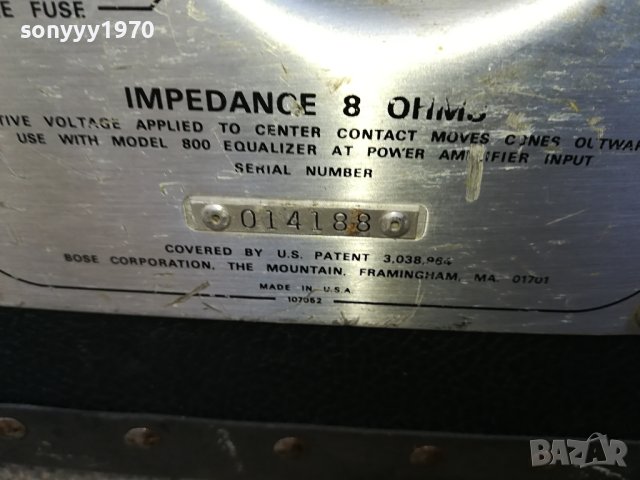 E FUSE
sonyyy1970
IMPEDANCE 8 OHMS
TIVE VOLTAGE APPLIED TO CENTER CONTACT MOVES CONES OUTWAR
USE WITH MODEL 800 EQUALIZER AT POWER AMPLIFIER INPUT
SERIAL NUMBER
014188
COVERED BY U.S. PATENT 3,038,964
BOSE CORPORATION, THE MOUNTAIN, FRAMINGHAM, MA. 01701
MADE IN U.S.A
107052
BAZAR